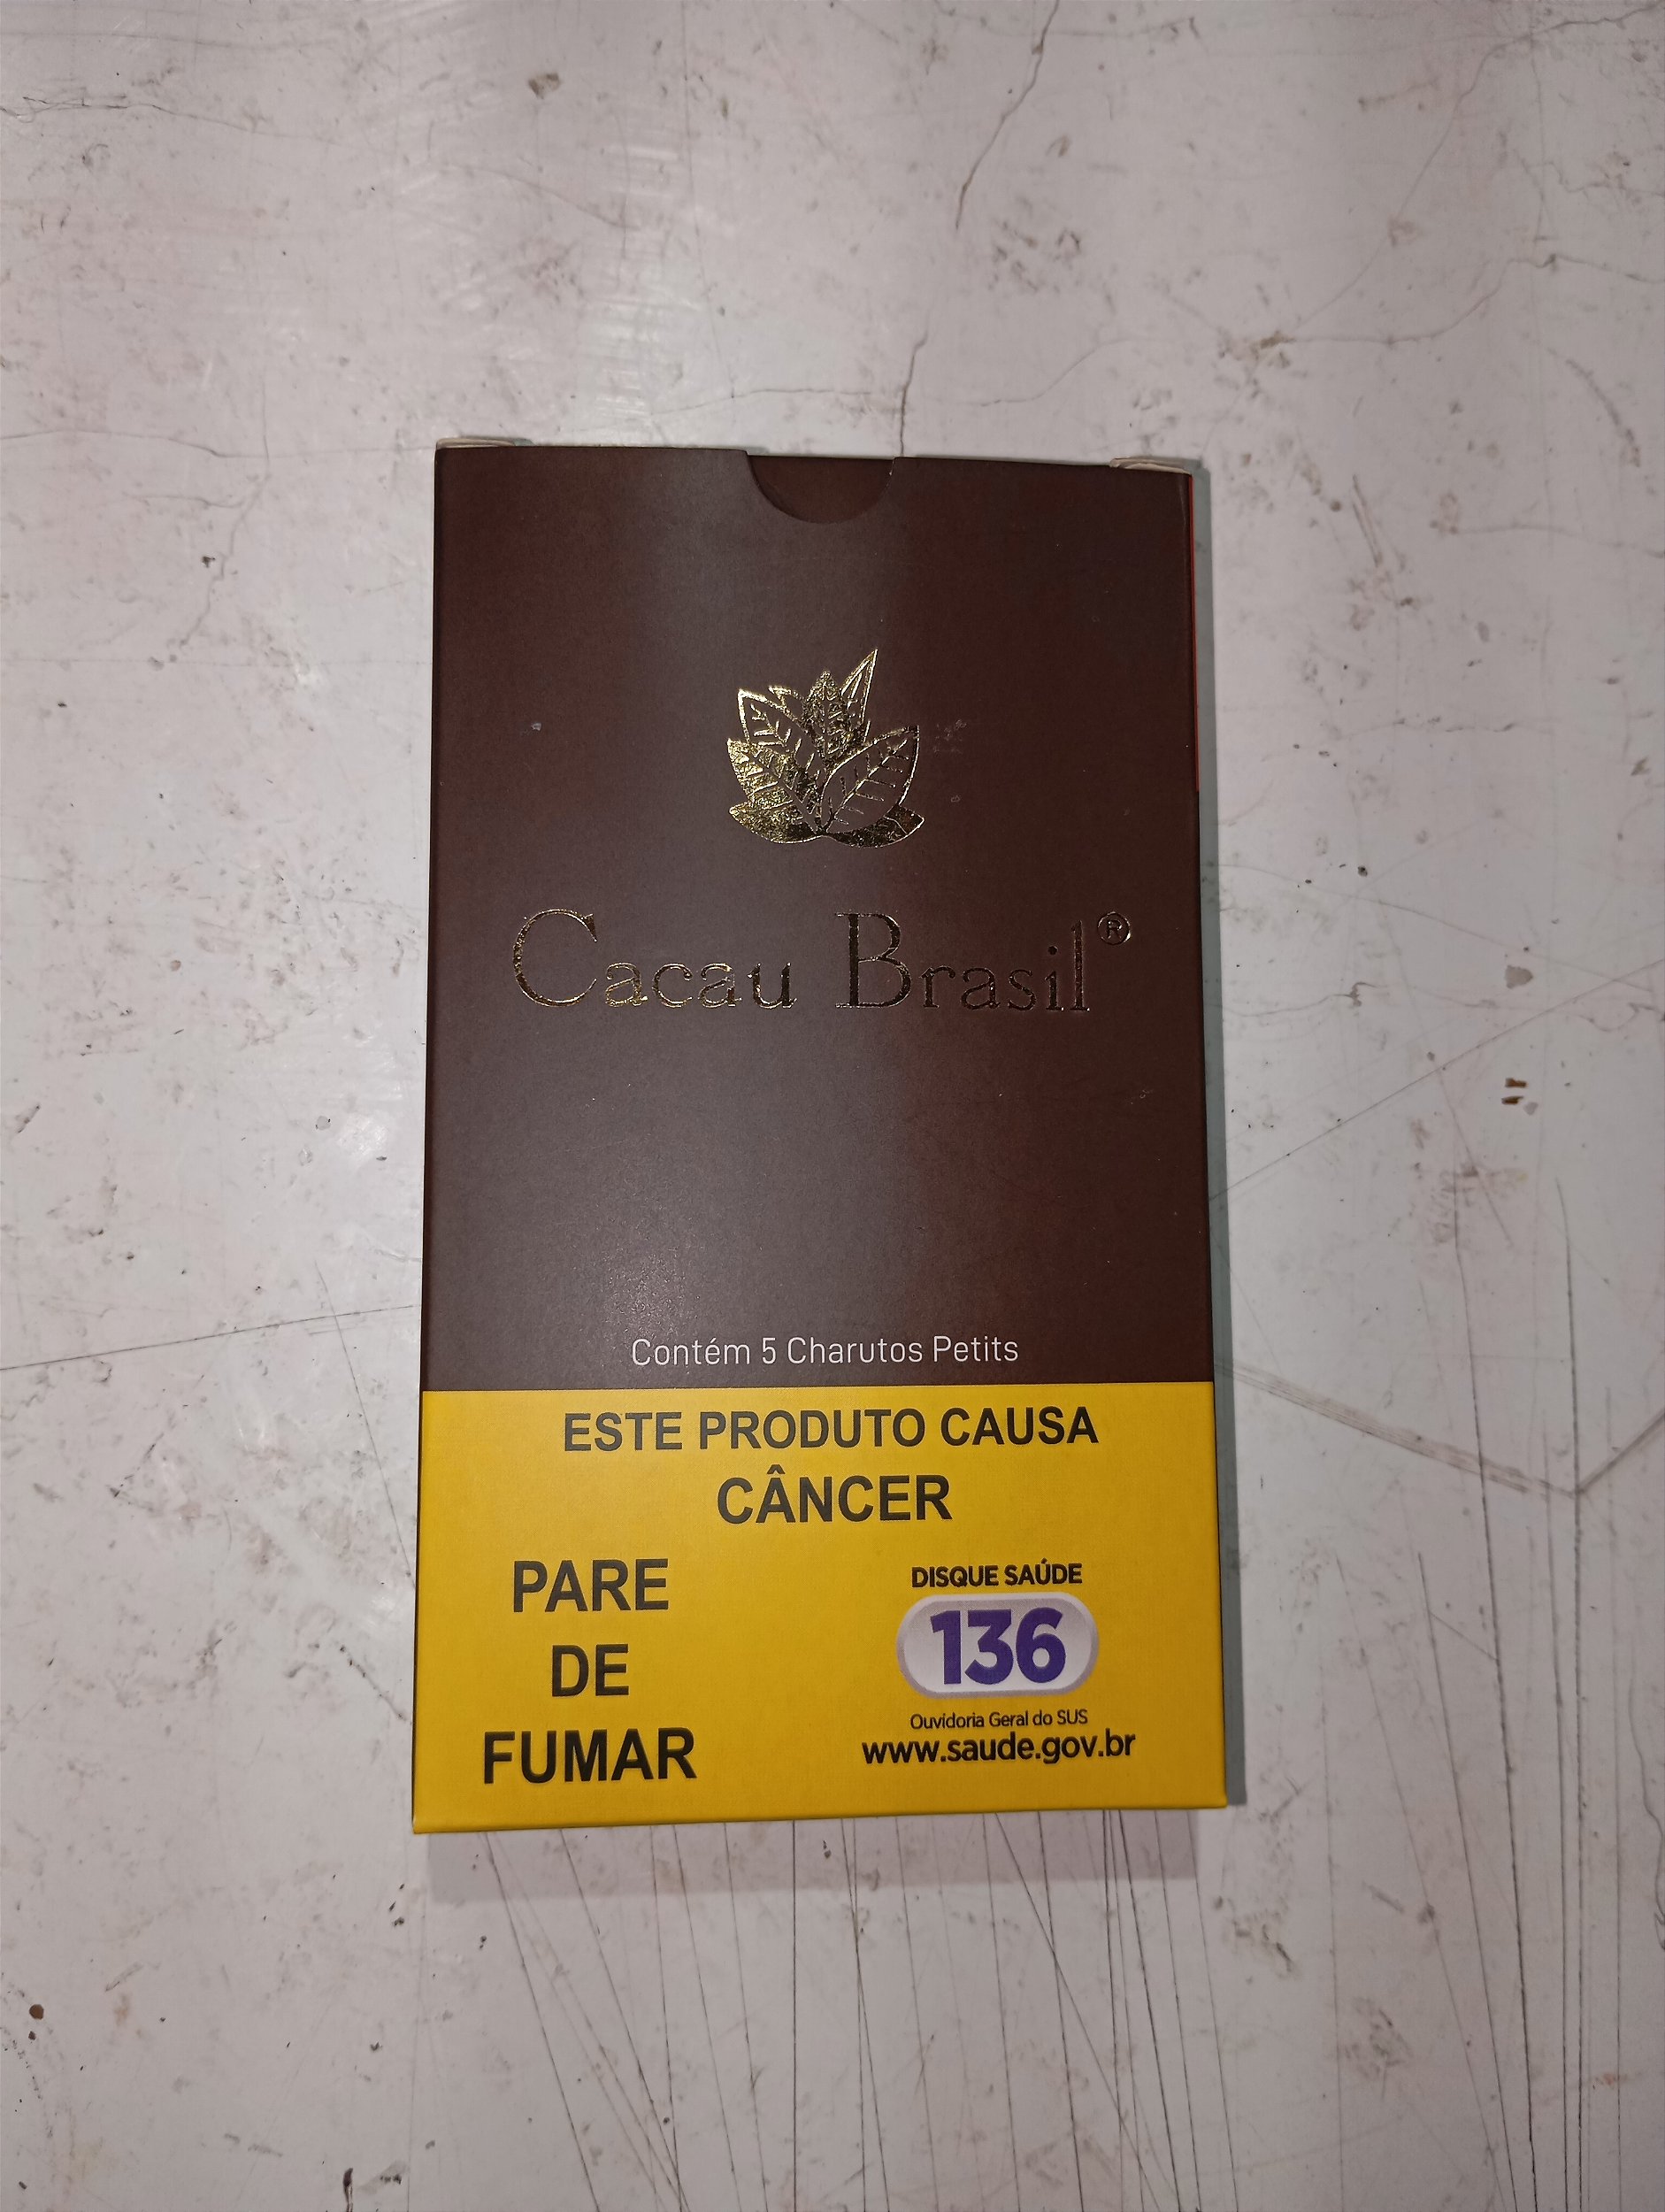 Cacau Brasil®
Contém 5 Charutos Petits
ESTE PRODUTO CAUSA
CÂNCER
PARE
DE
FUMAR
DISQUE SAÚDE
136
Ouvidoria Geral do SUS
www.saude.gov.br